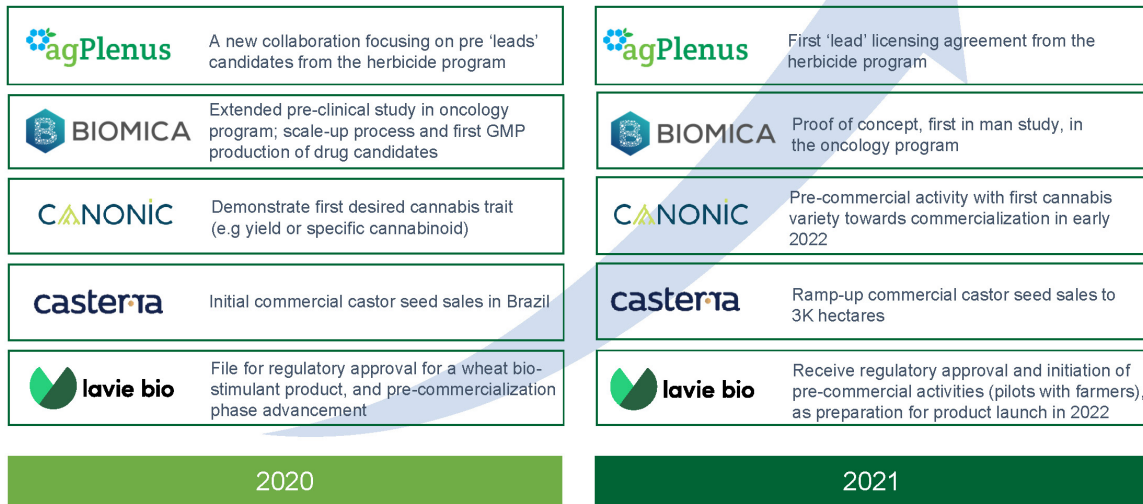 agPlenus
A new collaboration focusing on pre ‘leads’
candidates from the herbicide program
BIOMICA
Extended pre-clinical study in oncology
program; scale-up process and first GMP
production of drug candidates
CANONIC
Demonstrate first desired cannabis trait
(e.g yield or specific cannabinoid)
casterra
Initial commercial castor seed sales in Brazil
lavie bio
File for regulatory approval for a wheat bio-
stimulant product, and pre-commercialization
phase advancement
2020
agPlenus
First ‘lead’ licensing agreement from the
herbicide program
BIOMICA
Proof of concept, first in man study, in
the oncology program
CANONIC
Pre-commercial activity with first cannabis
variety towards commercialization in early
2022
casterra
Ramp-up commercial castor seed sales to
3K hectares
lavie bio
Receive regulatory approval and initiation of
pre-commercial activities (pilots with farmers),
as preparation for product launch in 2022
2021